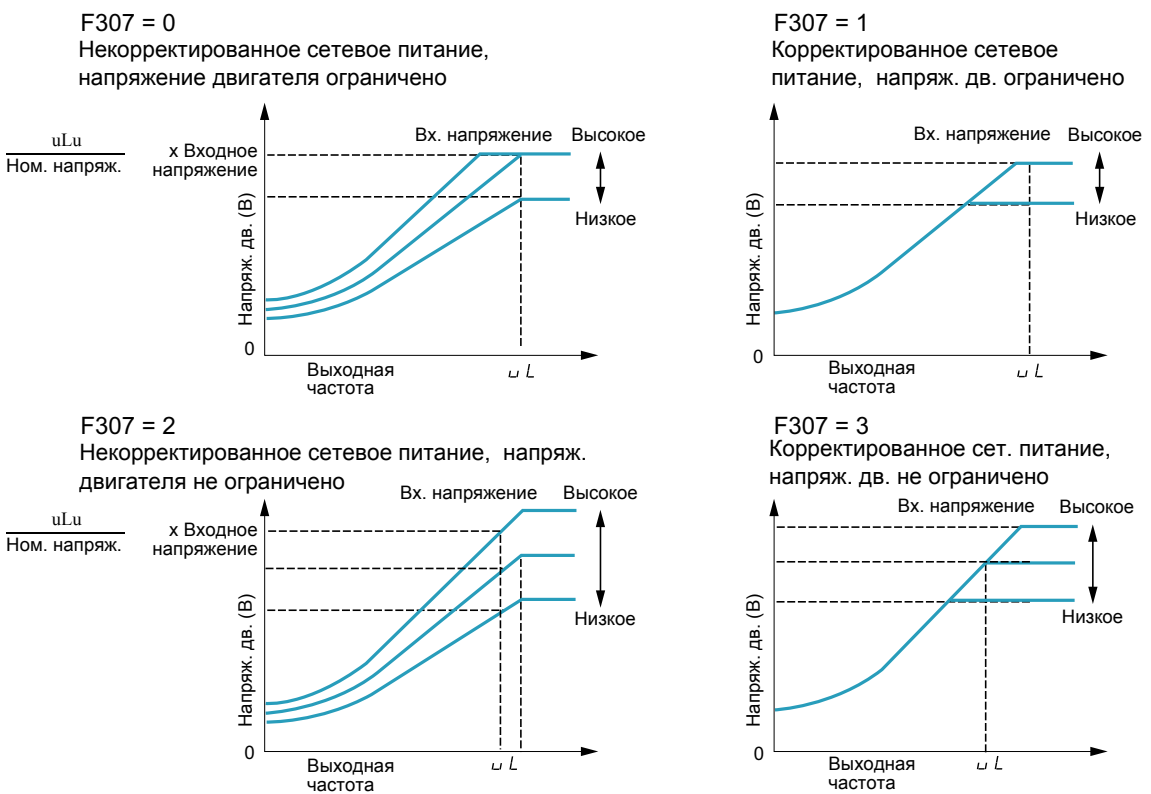 F307 = 0
Некорректированное сетевое питание,
напряжение двигателя ограничено
uLu
Ном. напряж.
x Входное
напряжение
Вх. напряжение
Высокое
Низкое
Напряж. дв. (В)
0
Выходная
частота
u L
F307 = 1
Корректированное сетевое
питание, напряж. дв. ограничено
Вх. напряжение
Высокое
Низкое
Напряж. дв. (В)
0
Выходная
частота
u L
F307 = 2
Некорректированное сетевое питание, напряж.
двигателя не ограничено
uLu
Ном. напряж.
x Входное
напряжение
Вх. напряжение
Высокое
Низкое
Напряж. дв. (В)
0
Выходная
частота
u L
F307 = 3
Корректированное сет. питание,
напряж. дв. не ограничено
Вх. напряжение
Высокое
Низкое
Напряж. дв. (В)
0
Выходная
частота
u L